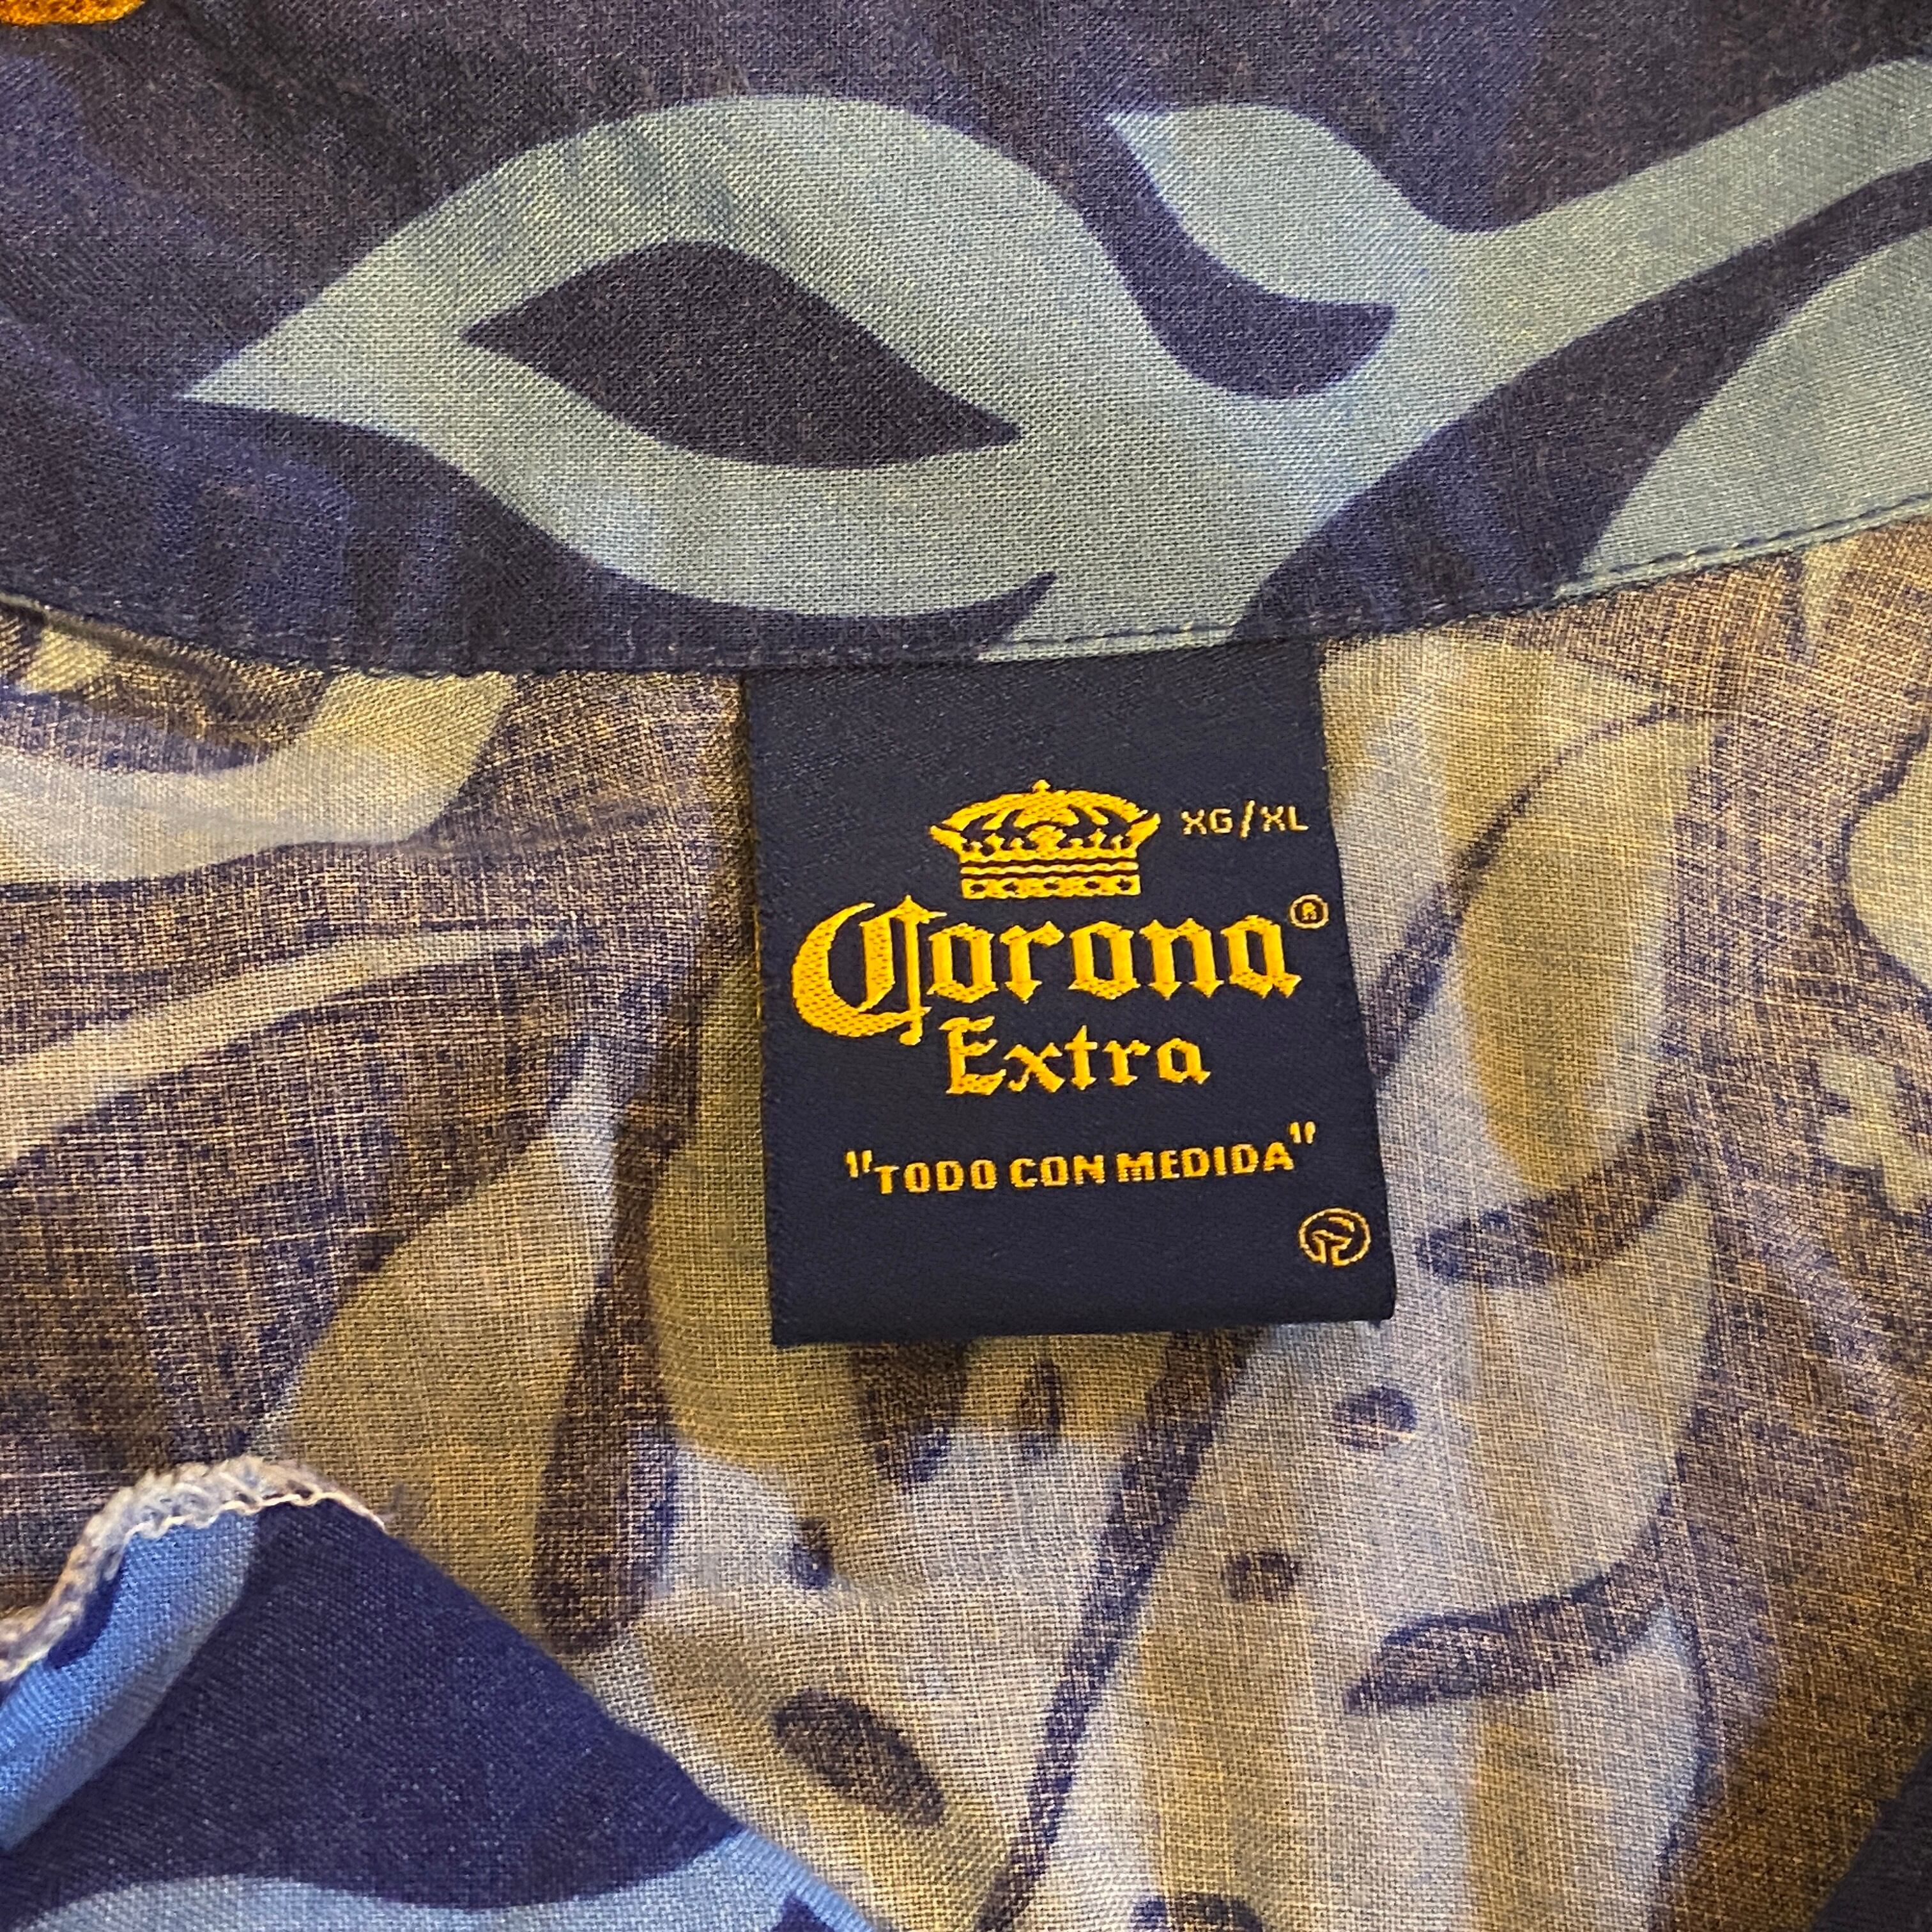 XG/XL
Corona®
Extra
"TODO CON MEDIDA"